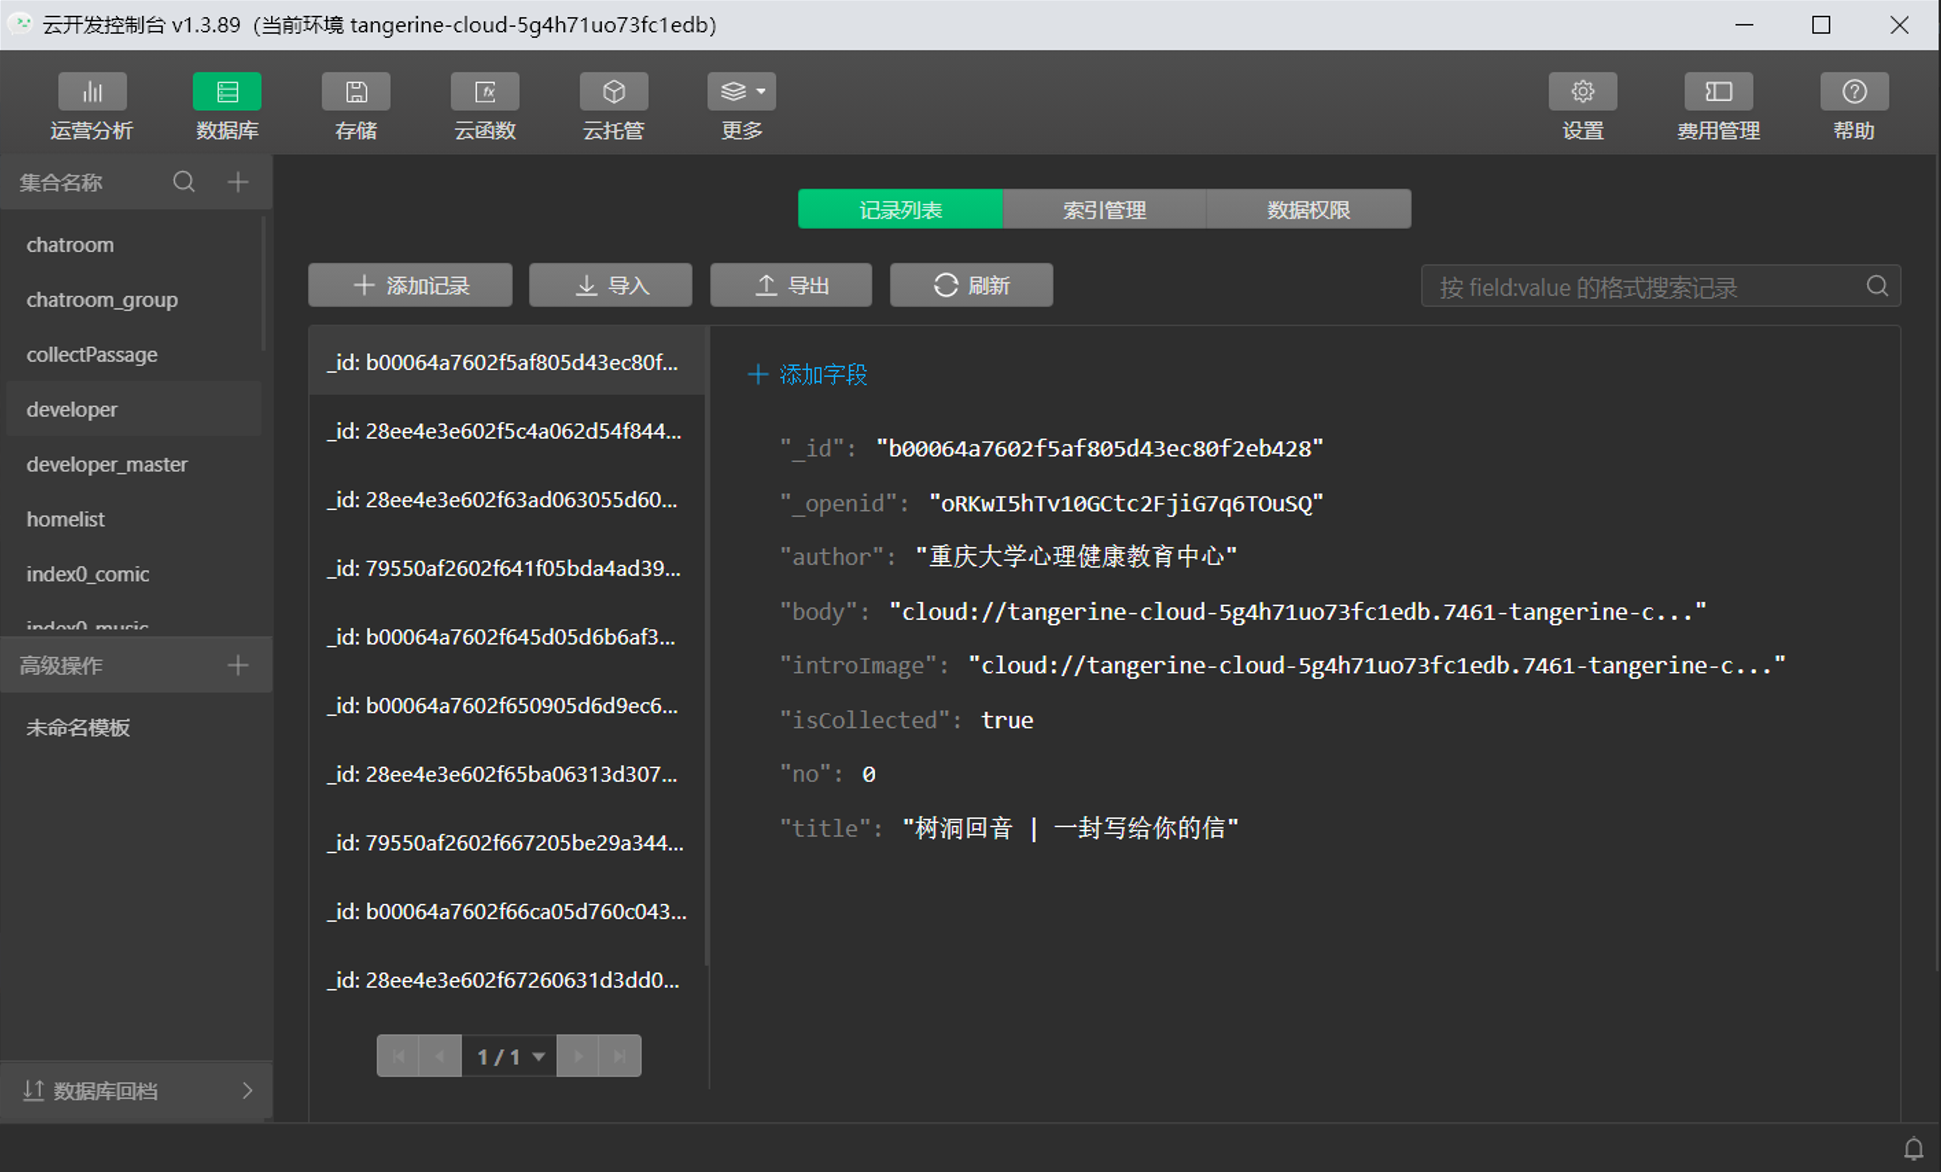 云开发控制台 v1.3.89 (当前环境 tangerine-cloud-5g4h71uo73fc1edb)
运营分析
数据库
存储
云函数
云托管
更多
设置
费用管理
帮助
集合名称
chatroom
chatroom_group
collectPassage
developer
developer_master
homelist
index0_comic
index0_music
高级操作
未命名模板
数据库回档
记录列表
索引管理
数据权限
添加记录
导入
导出
刷新
按 field:value 的格式搜索记录
_id: b00064a7602f5af805d43ec80f...
_id: 28ee4e3e602f5c4a062d54f844...
_id: 28ee4e3e602f63ad063055d60...
_id: 79550af2602f641f05bda4ad39...
_id: b00064a7602f645d05d6b6af3...
_id: b00064a7602f650905d6d9ec6...
_id: 28ee4e3e602f65ba06313d307...
_id: 79550af2602f667205be29a344...
_id: b00064a7602f66ca05d760c043...
_id: 28ee4e3e602f67260631d3dd0...
1 / 1
添加字段
"_id": "b00064a7602f5af805d43ec80f2eb428"
"_openid": "oRKwI5hTv10GCtc2FjiG7q6TOuSQ"
"author": "重庆大学心理健康教育中心"
"body": "cloud://tangerine-cloud-5g4h71uo73fc1edb.7461-tangerine-c..."
"introImage": "cloud://tangerine-cloud-5g4h71uo73fc1edb.7461-tangerine-c..."
"isCollected": true
"no": 0
"title": "树洞回音 | 一封写给你的信"